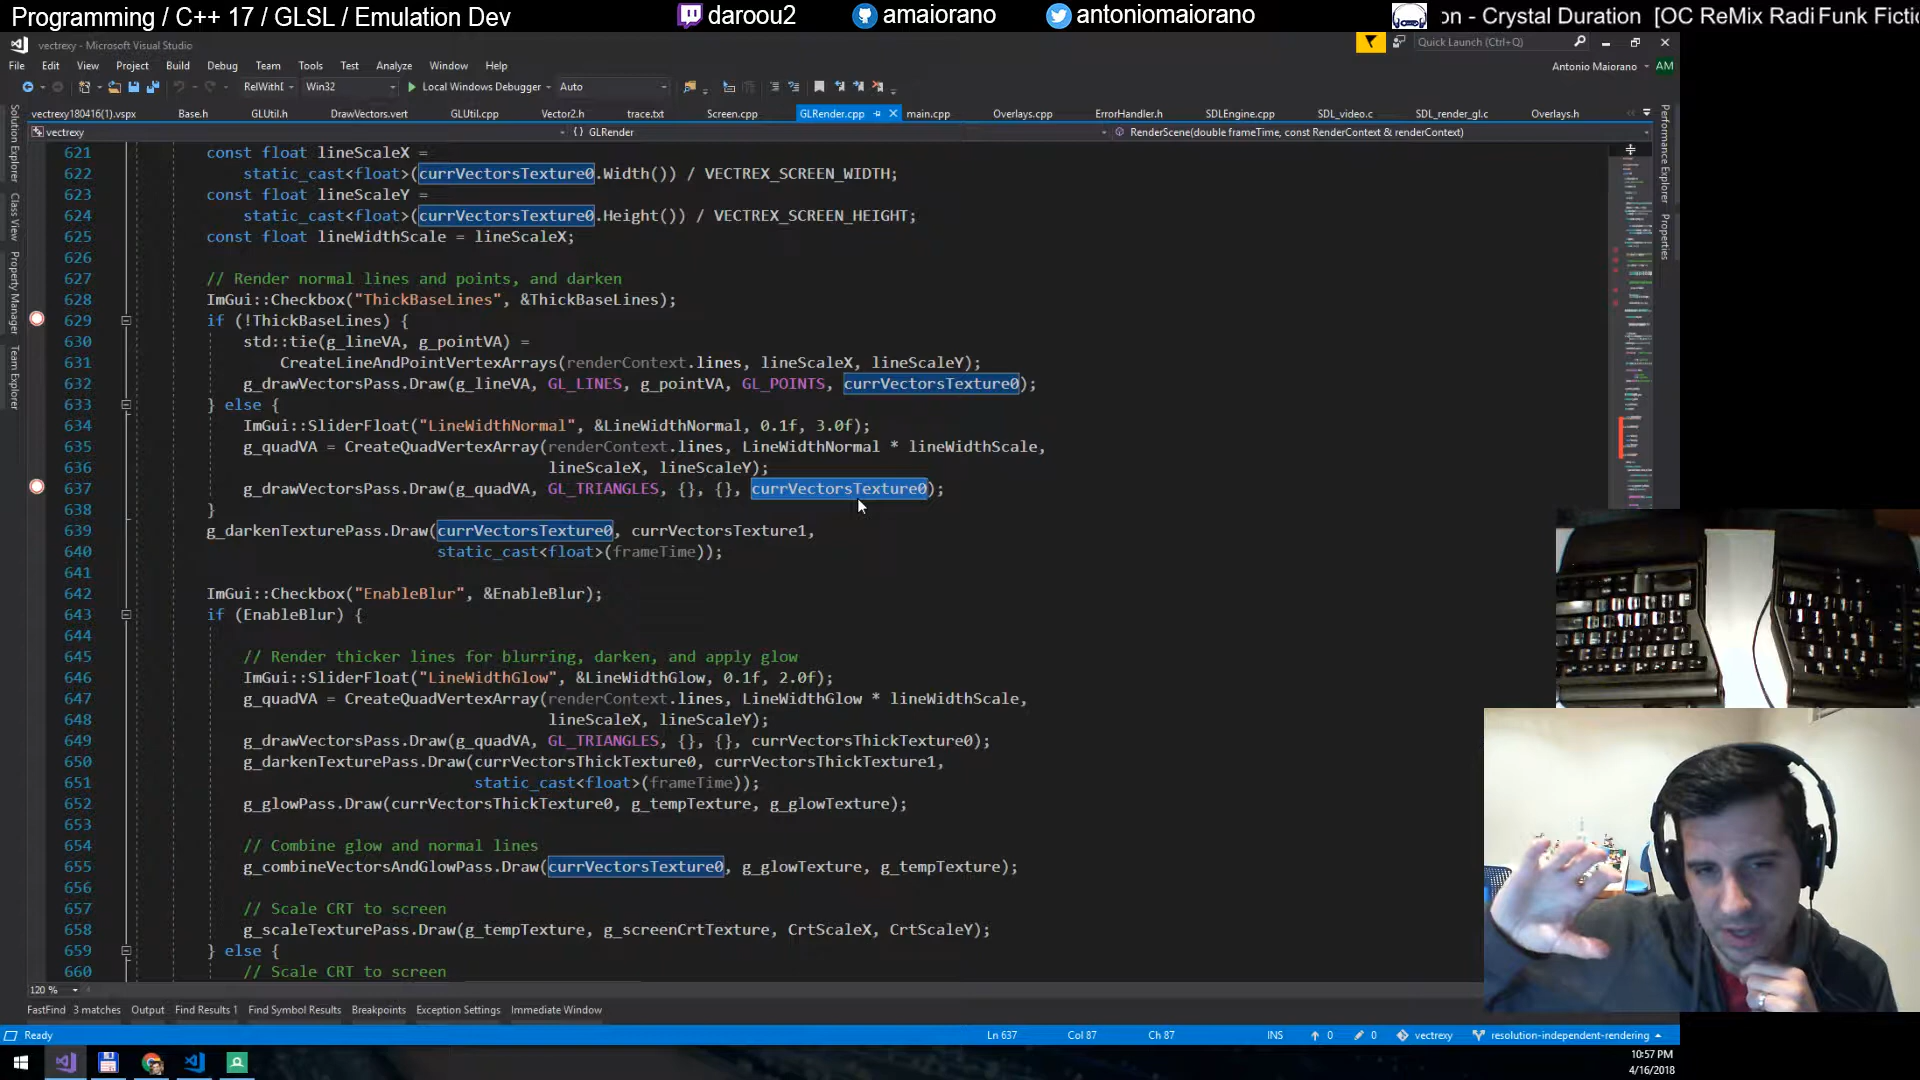 Programming / C++ 17 / GLSL / Emulation Dev
daroou2
amaiorano
antoniomaiorano
on - Crystal Duration [OC ReMix Radi Funk Fictio
vectrexy - Microsoft Visual Studio
Quick Launch (Ctrl+Q)
File Edit View Project Build Debug Team Tools Test Analyze Window Help
Antonio Maiorano AM
RelWithI Win32 Local Windows Debugger Auto
vectrexy180416(1).vspx Base.h GLUtil.h DrawVectors.vert GLUtil.cpp Vector2.h trace.txt Screen.cpp GLRender.cpp main.cpp Overlays.cpp ErrorHandler.h SDLEngine.cpp SDL_video.c SDL_render_gl.c Overlays.h
vectrexy {} GLRender RenderScene(double frameTime, const RenderContext & renderContext)
Solution Explorer
Class View
Property Manager
Team Explorer
Performance Explorer
Properties
621 const float lineScaleX =
622 static_cast<float>(currVectorsTexture0.Width()) / VECTREX_SCREEN_WIDTH;
623 const float lineScaleY =
624 static_cast<float>(currVectorsTexture0.Height()) / VECTREX_SCREEN_HEIGHT;
625 const float lineWidthScale = lineScaleX;
626
627 // Render normal lines and points, and darken
628 ImGui::Checkbox("ThickBaseLines", &ThickBaseLines);
629 if (!ThickBaseLines) {
630 std::tie(g_lineVA, g_pointVA) =
631 CreateLineAndPointVertexArrays(renderContext.lines, lineScaleX, lineScaleY);
632 g_drawVectorsPass.Draw(g_lineVA, GL_LINES, g_pointVA, GL_POINTS, currVectorsTexture0);
633 } else {
634 ImGui::SliderFloat("LineWidthNormal", &LineWidthNormal, 0.1f, 3.0f);
635 g_quadVA = CreateQuadVertexArray(renderContext.lines, LineWidthNormal * lineWidthScale,
636 lineScaleX, lineScaleY);
637 g_drawVectorsPass.Draw(g_quadVA, GL_TRIANGLES, {}, {}, currVectorsTexture0);
638 }
639 g_darkenTexturePass.Draw(currVectorsTexture0, currVectorsTexture1,
640 static_cast<float>(frameTime));
641
642 ImGui::Checkbox("EnableBlur", &EnableBlur);
643 if (EnableBlur) {
644
645 // Render thicker lines for blurring, darken, and apply glow
646 ImGui::SliderFloat("LineWidthGlow", &LineWidthGlow, 0.1f, 2.0f);
647 g_quadVA = CreateQuadVertexArray(renderContext.lines, LineWidthGlow * lineWidthScale,
648 lineScaleX, lineScaleY);
649 g_drawVectorsPass.Draw(g_quadVA, GL_TRIANGLES, {}, {}, currVectorsThickTexture0);
650 g_darkenTexturePass.Draw(currVectorsThickTexture0, currVectorsThickTexture1,
651 static_cast<float>(frameTime));
652 g_glowPass.Draw(currVectorsThickTexture0, g_tempTexture, g_glowTexture);
653
654 // Combine glow and normal lines
655 g_combineVectorsAndGlowPass.Draw(currVectorsTexture0, g_glowTexture, g_tempTexture);
656
657 // Scale CRT to screen
658 g_scaleTexturePass.Draw(g_tempTexture, g_screenCrtTexture, CrtScaleX, CrtScaleY);
659 } else {
660 // Scale CRT to screen
120 %
FastFind 3 matches Output Find Results 1 Find Symbol Results Breakpoints Exception Settings Immediate Window
Ready Ln 637 Col 87 Ch 87 INS 0 0 vectrexy resolution-independent-rendering
10:57 PM
4/16/2018